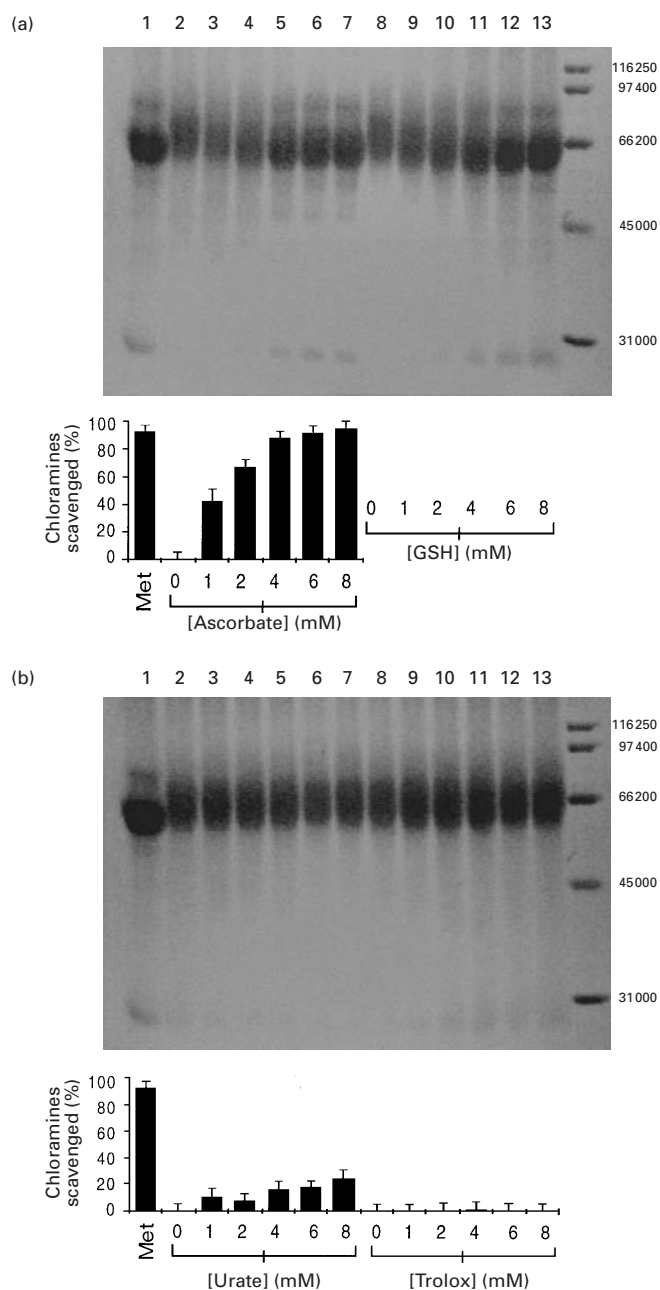 (a)
1 2 3 4 5 6 7 8 9 10 11 12 13
116250
97400
66200
45000
31000
Chloramines
scavenged (%)
100
80
60
40
20
0
Met
0 1 2 4 6 8
[Ascorbate] (mM)
0 1 2 4 6 8
[GSH] (mM)
(b)
1 2 3 4 5 6 7 8 9 10 11 12 13
116250
97400
66200
45000
31000
Chloramines
scavenged (%)
100
80
60
40
20
0
Met
0 1 2 4 6 8
[Urate] (mM)
0 1 2 4 6 8
[Trolox] (mM)